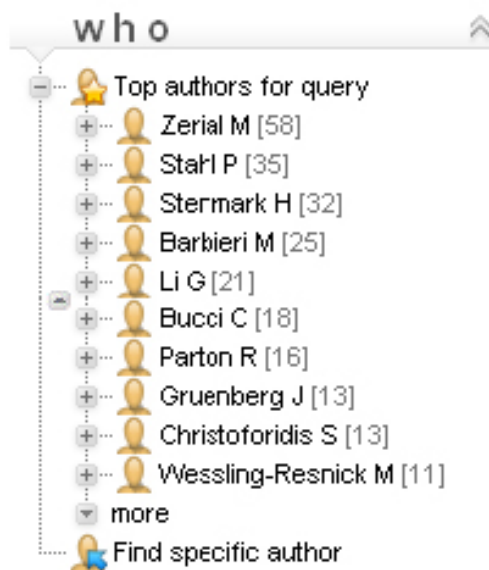 who
Top authors for query
Zerial M [58]
Stahl P [35]
Stenmark H [32]
Barbieri M [25]
Li G [21]
Bucci C [18]
Parton R [16]
Gruenberg J [13]
Christoforidis S [13]
Wessling-Resnick M [11]
more
Find specific author